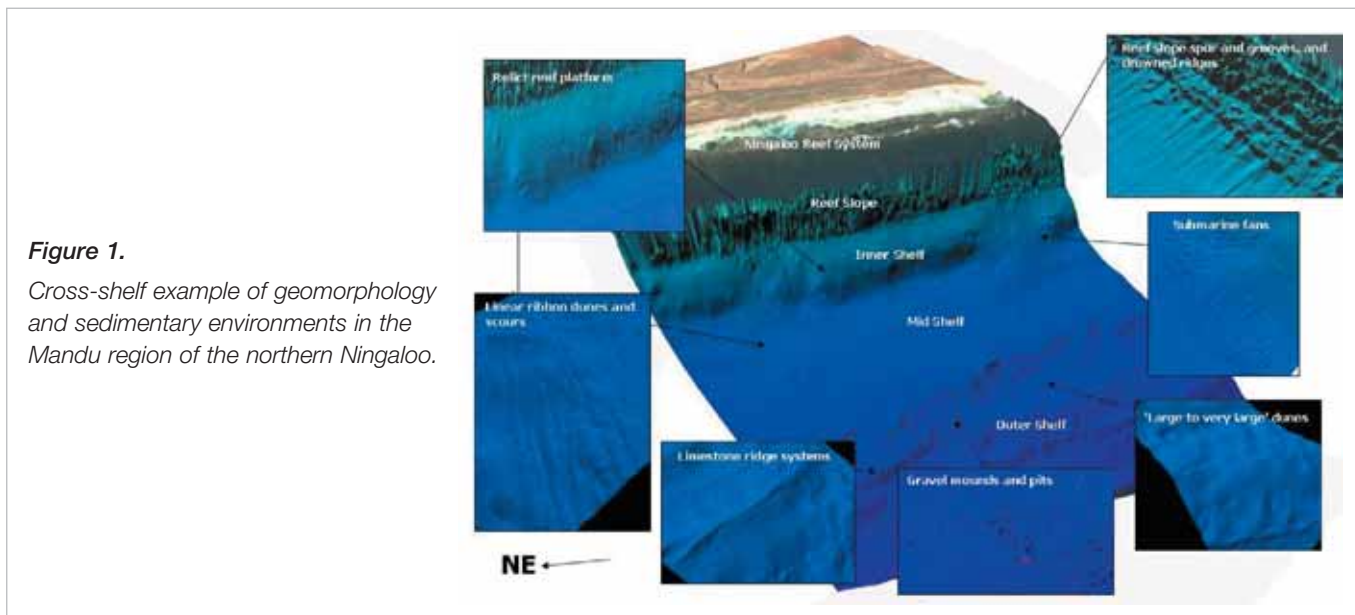 Figure 1.
Cross-shelf example of geomorphology
and sedimentary environments in the
Mandu region of the northern Ningaloo.
Relict reef platform
Reef slope spur and grooves, and
drowned ridges
Ningaloo Reef System
Reef Slope
Submarine fans
Inner Shelf
Linear ribbon dunes and
scours
Mid Shelf
'Large to very large' dunes
Outer Shelf
Limestone ridge systems
Gravel mounds and pits
NE